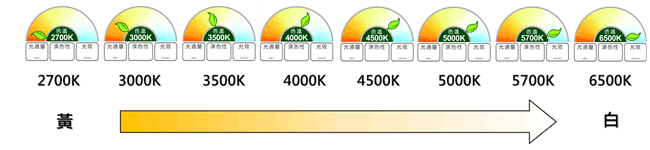 色溫 2700K
光通量 演色性 光效
色溫 3000K
光通量 演色性 光效
色溫 3500K
光通量 演色性 光效
色溫 4000K
光通量 演色性 光效
色溫 4500K
光通量 演色性 光效
色溫 5000K
光通量 演色性 光效
色溫 5700K
光通量 演色性 光效
色溫 6500K
光通量 演色性 光效
2700K 3000K 3500K 4000K 4500K 5000K 5700K 6500K
黃 白